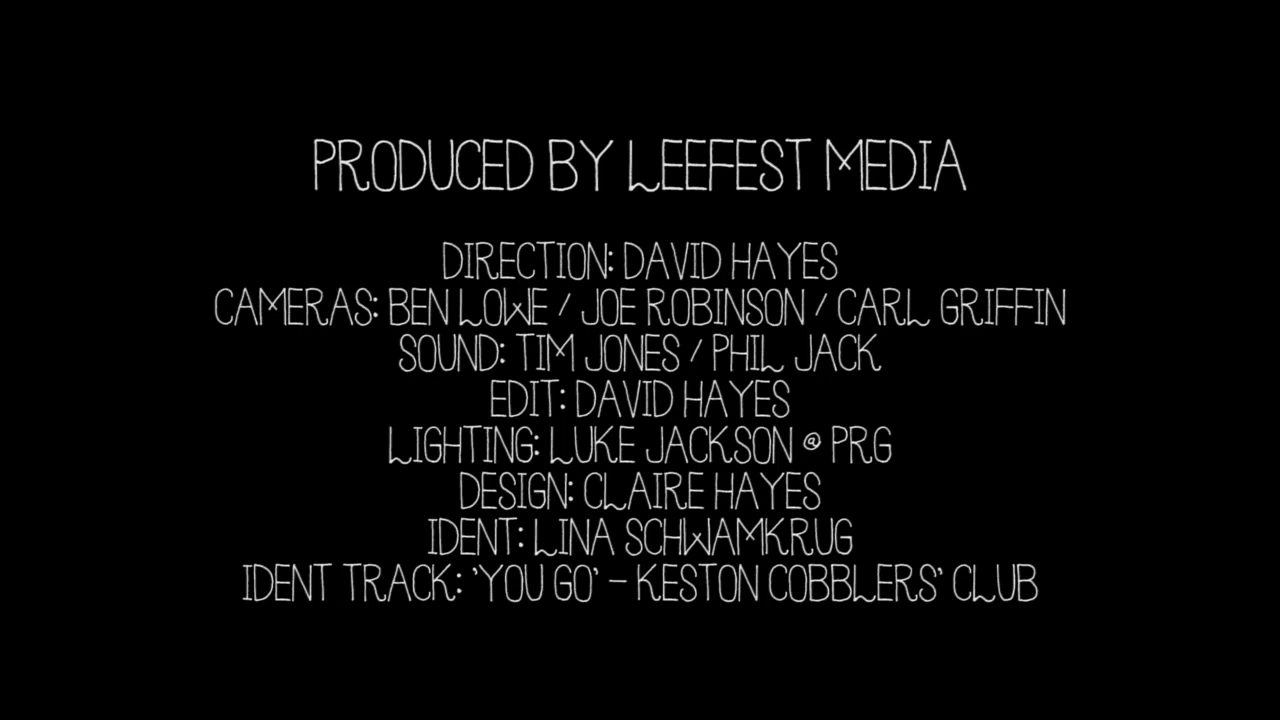 PRODUCED BY LEEFEST MEDIA
DIRECTION: DAVID HAYES
CAMERAS: BEN LOWE / JOE ROBINSON / CARL GRIFFIN
SOUND: TIM JONES / PHIL JACK
EDIT: DAVID HAYES
LIGHTING: LUKE JACKSON @ PRG
DESIGN: CLAIRE HAYES
IDENT: LINA SCHWAMKRUG
IDENT TRACK: 'YOU GO' - KESTON COBBLERS' CLUB